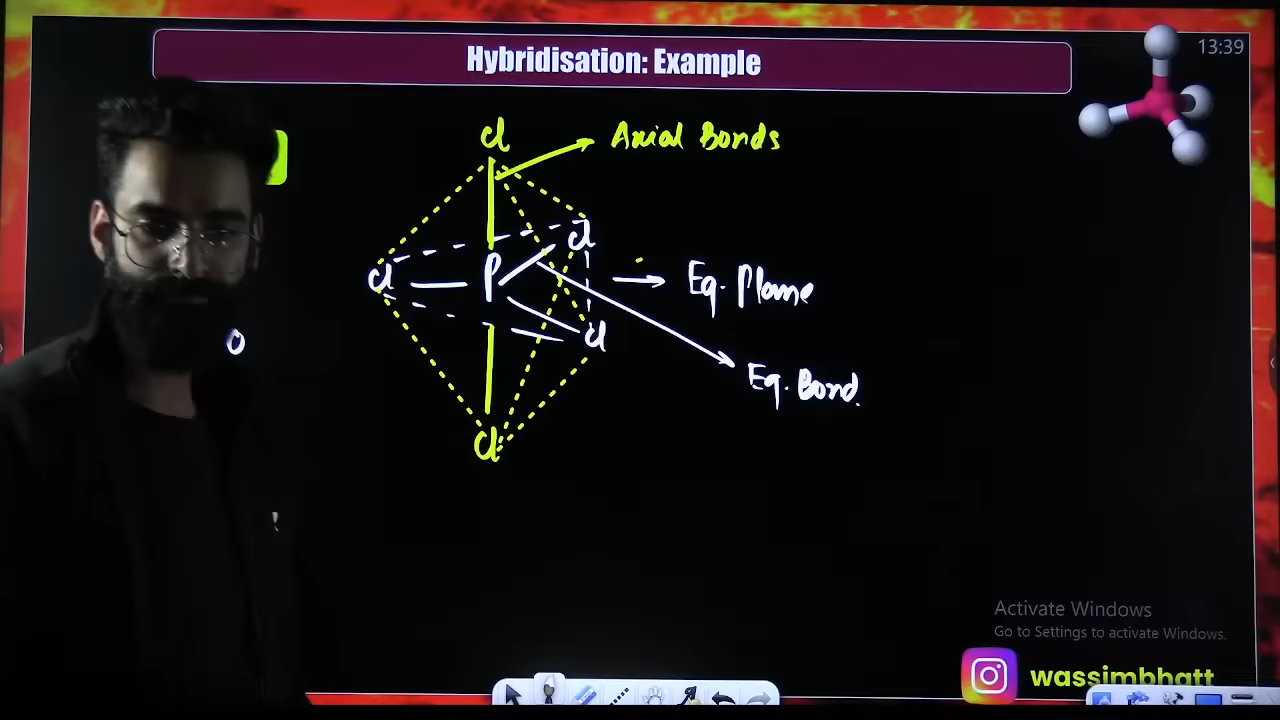 Hybridisation: Example
13:39
Cl
Axial Bonds
Cl
Cl
P
Eq. Plane
Cl
Eq. Bond.
Cl
Activate Windows
Go to Settings to activate Windows.
wassimbhatt